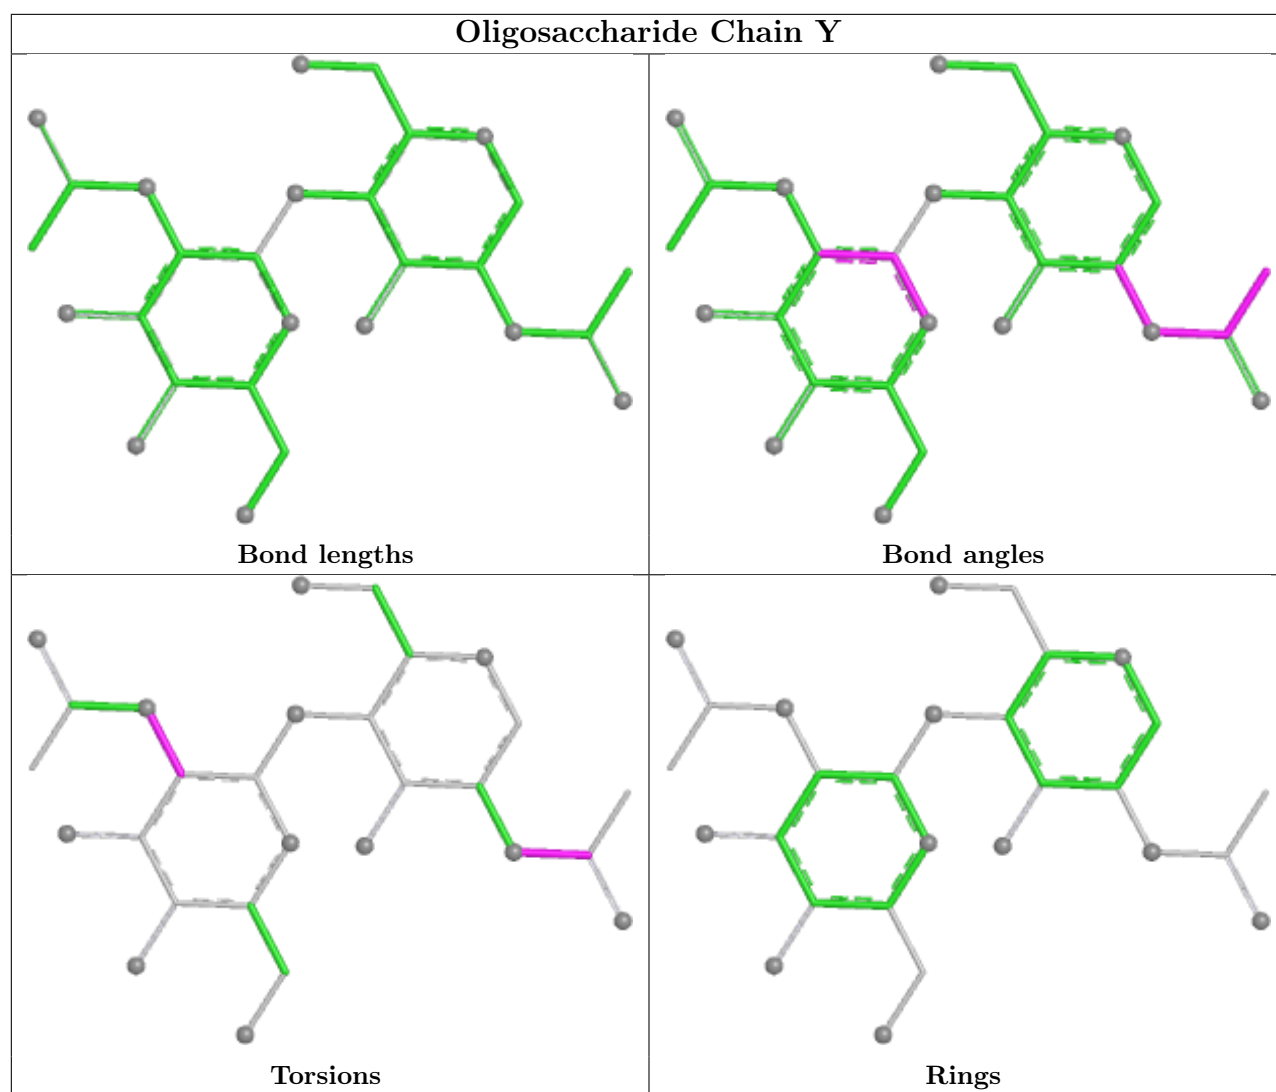 Oligosaccharide Chain Y
Bond lengths
Bond angles
Torsions
Rings